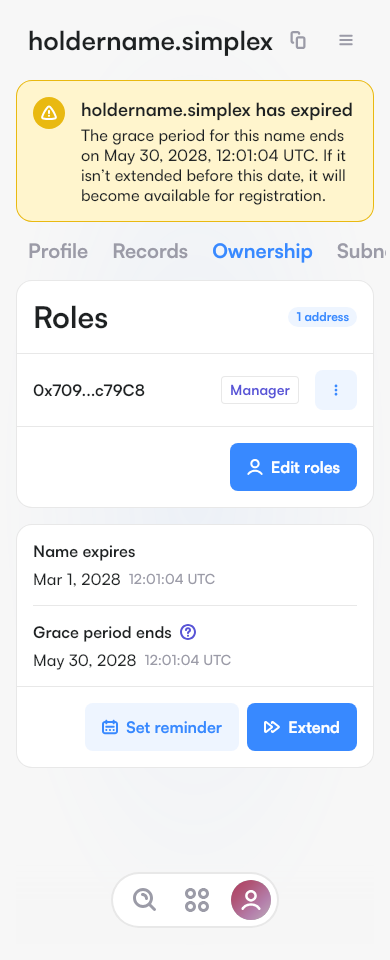 holdername.simplex
holdername.simplex has expired
The grace period for this name ends
on May 30, 2028, 12:01:04 UTC. If it
isn't extended before this date, it will
become available for registration.
Profile Records Ownership Subn
Roles 1 address
0x709...c79C8 Manager
Edit roles
Name expires
Mar 1, 2028 12:01:04 UTC
Grace period ends
May 30, 2028 12:01:04 UTC
Set reminder Extend